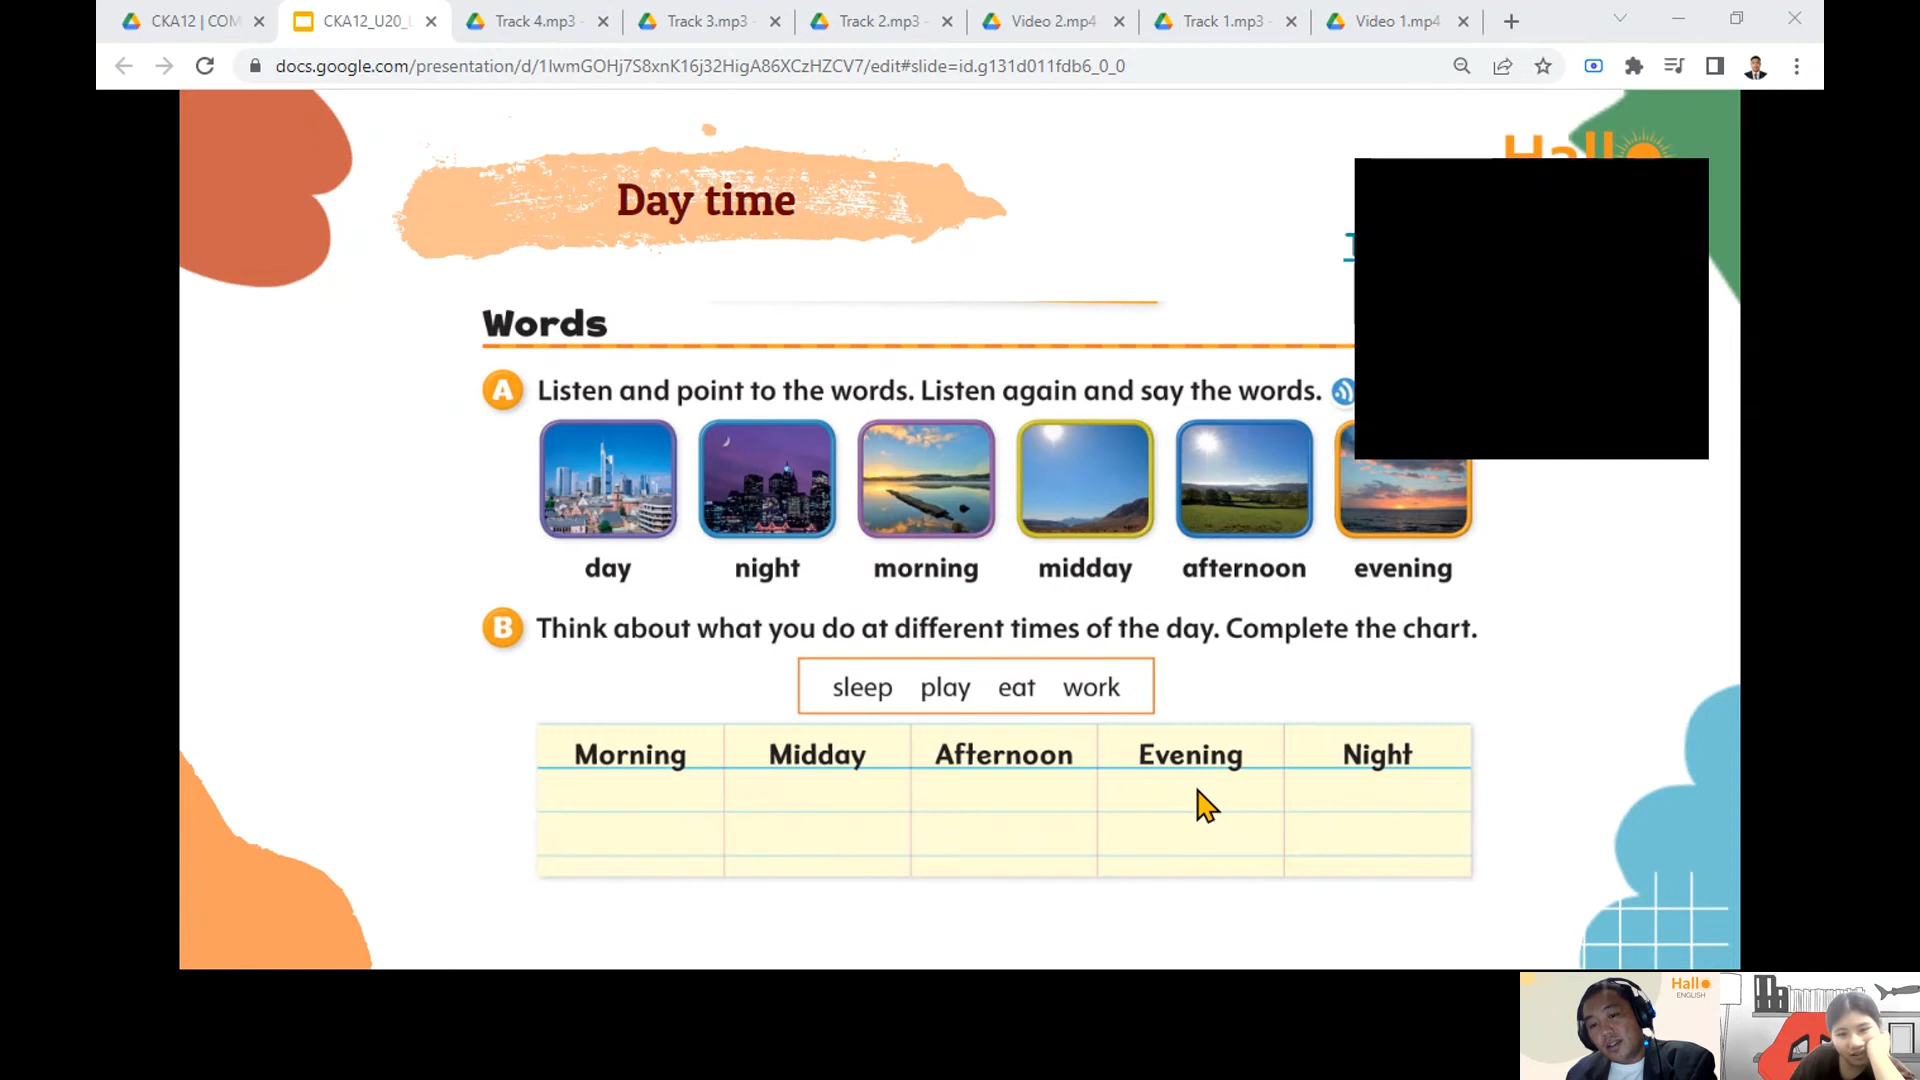 CKA12 | COM
CKA12_U20_L
Track 4.mp3 -
Track 3.mp3 -
Track 2.mp3 -
Video 2.mp4
Track 1.mp3 -
Video 1.mp4
docs.google.com/presentation/d/1IwmGOHj7S8xnK16j32HigA86XCzHZCV7/edit#slide=id.g131d011fdb6_0_0
Day time
Hall
Words
A Listen and point to the words. Listen again and say the words.
day night morning midday afternoon evening
B Think about what you do at different times of the day. Complete the chart.
sleep play eat work
Morning Midday Afternoon Evening Night
Hallo
ENGLISH